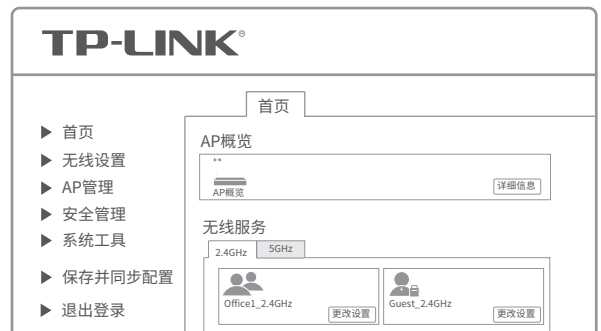 TP-LINK®
首页
首页
无线设置
AP管理
安全管理
系统工具
保存并同步配置
退出登录
AP概览
AP概览
详细信息
无线服务
2.4GHz
5GHz
Office1_2.4GHz
更改设置
Guest_2.4GHz
更改设置